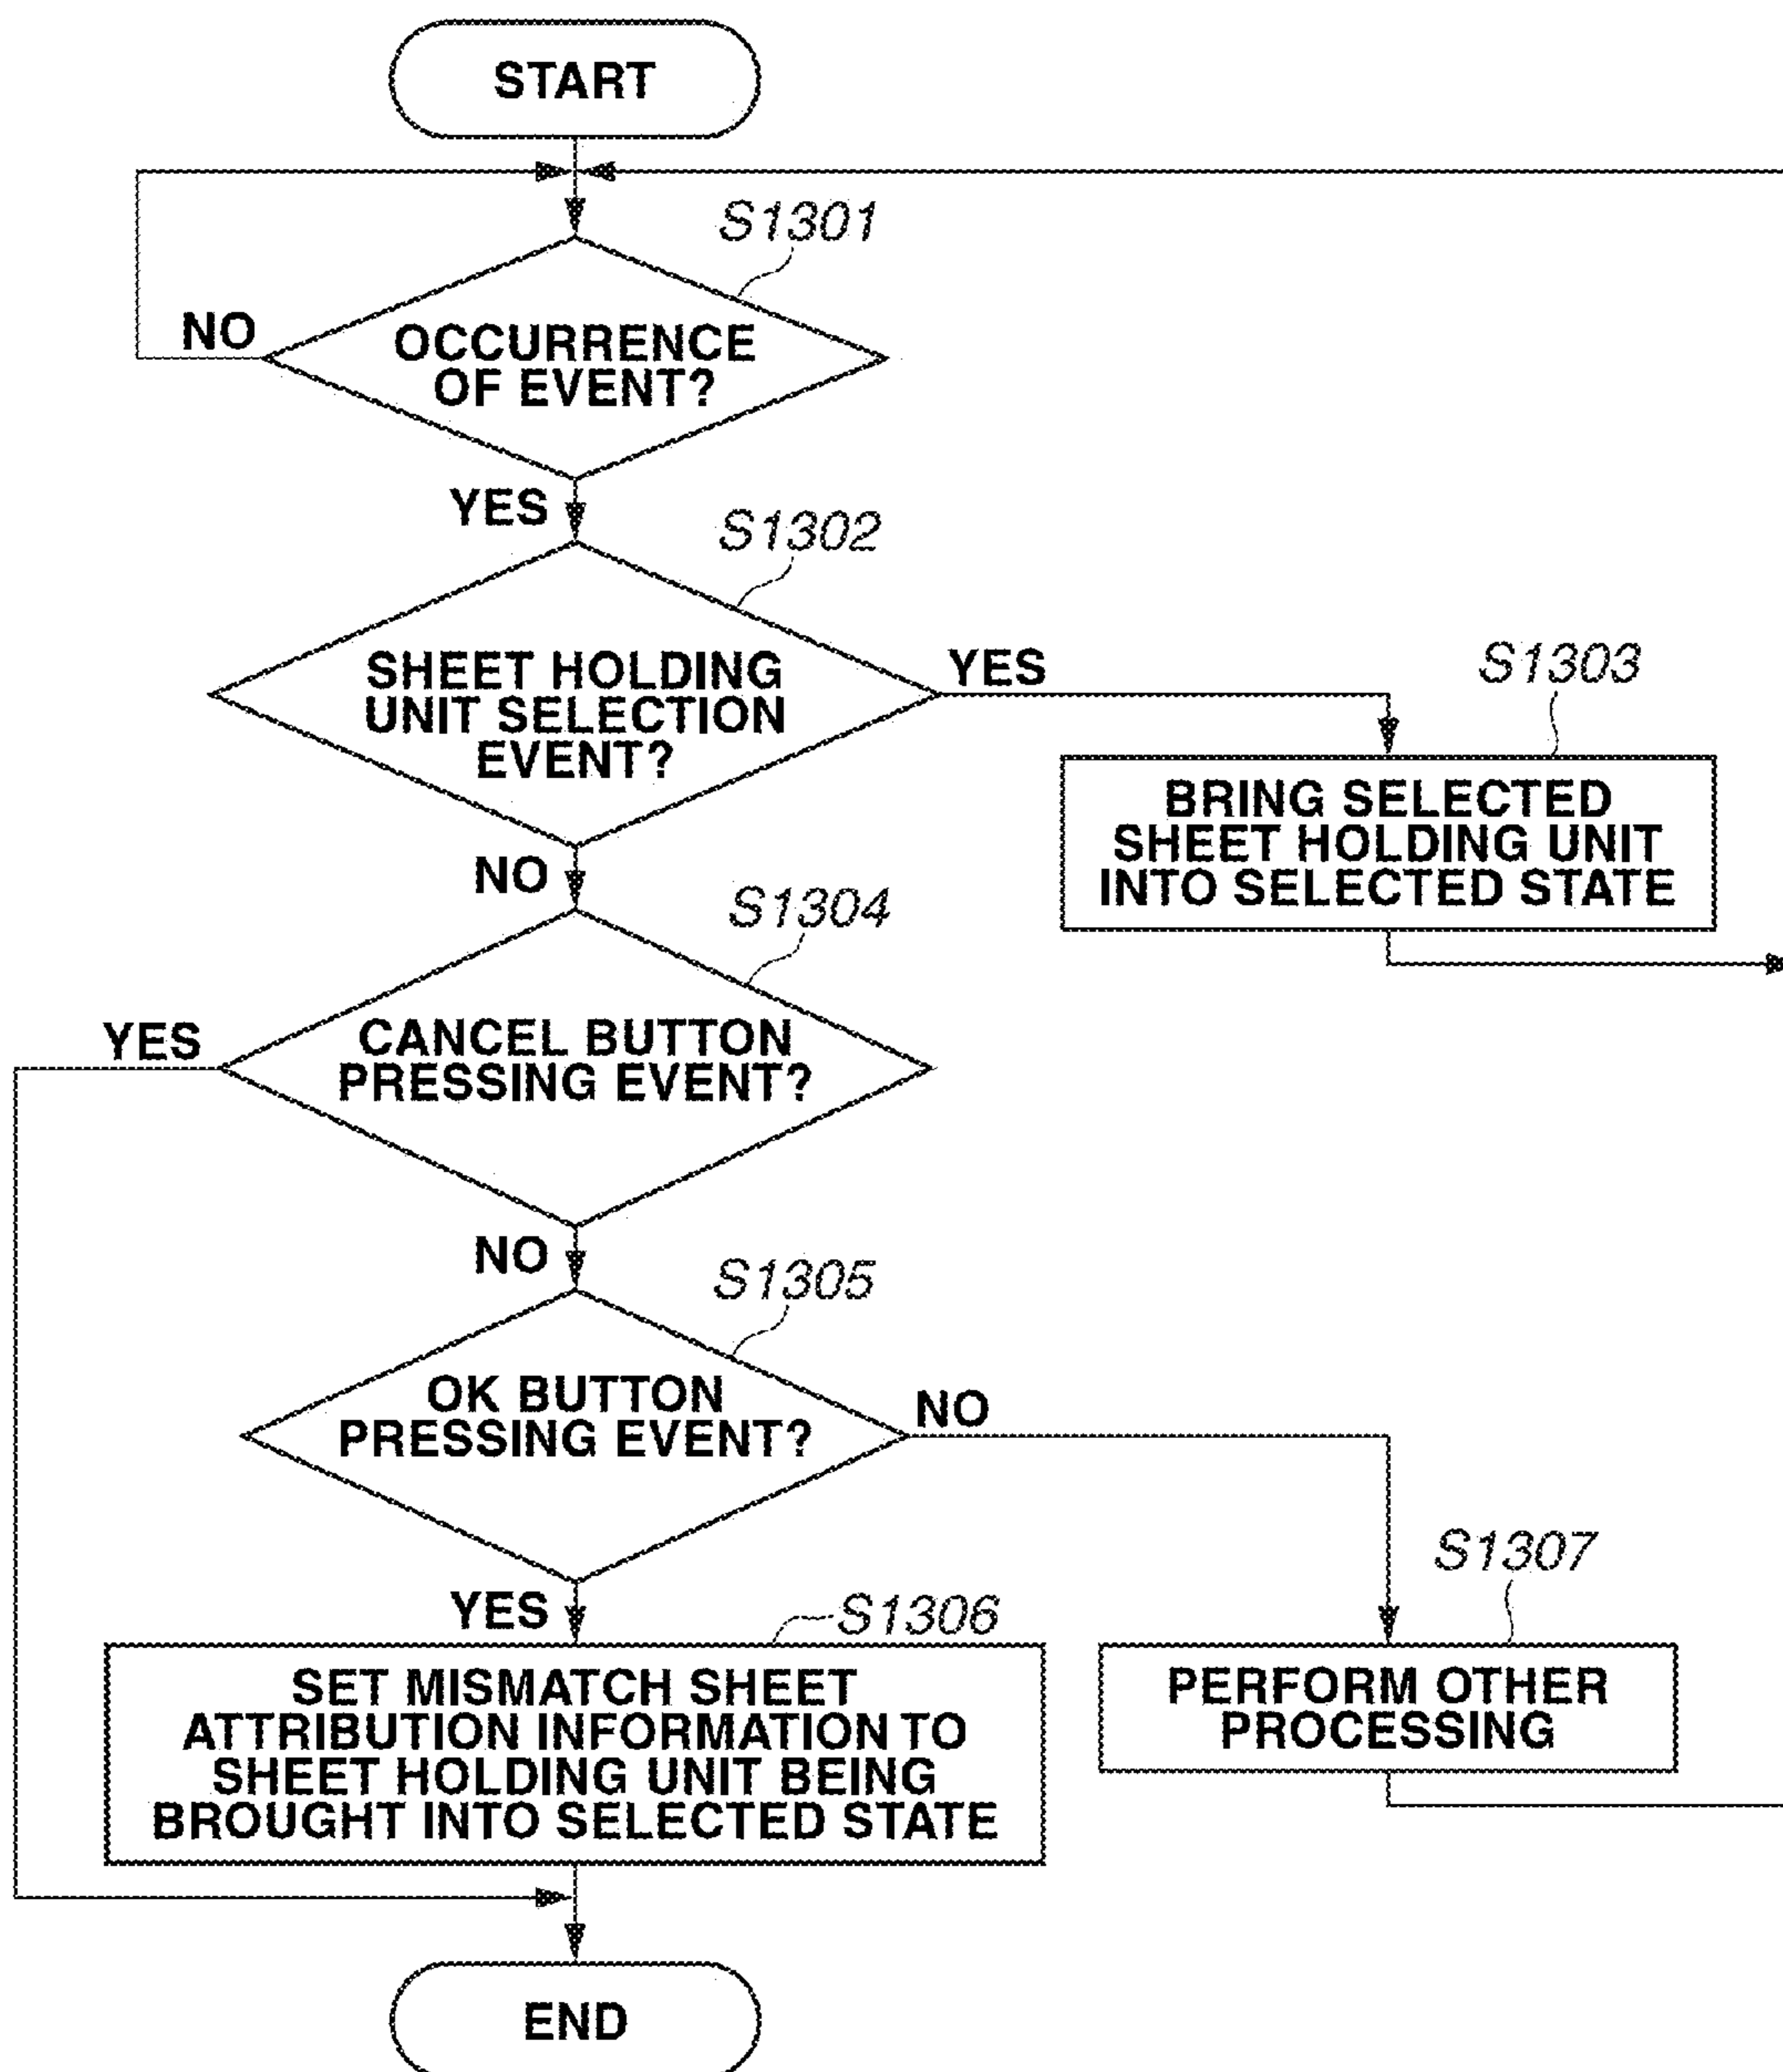 START
S1301
NO
OCCURRENCE
OF EVENT?
YES
S1302
SHEET HOLDING
UNIT SELECTION
EVENT?
YES
S1303
BRING SELECTED
SHEET HOLDING UNIT
INTO SELECTED STATE
NO
S1304
YES
CANCEL BUTTON
PRESSING EVENT?
NO
S1305
OK BUTTON
PRESSING EVENT?
NO
S1307
PERFORM OTHER
PROCESSING
YES
S1306
SET MISMATCH SHEET
ATTRIBUTION INFORMATION TO
SHEET HOLDING UNIT BEING
BROUGHT INTO SELECTED STATE
END